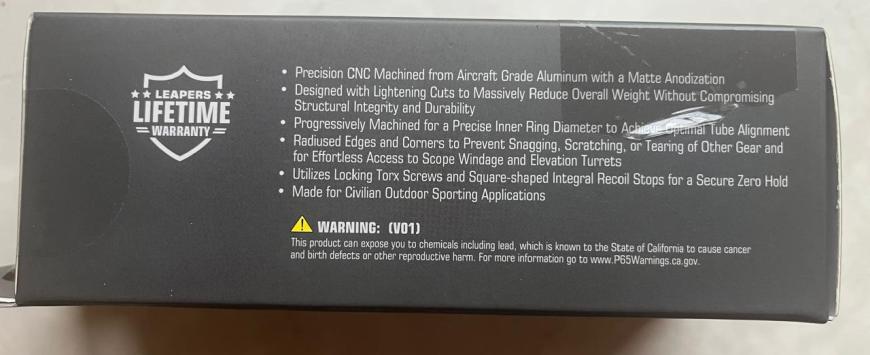 ★★ LEAPERS ★★
LIFETIME
WARRANTY
• Precision CNC Machined from Aircraft Grade Aluminum with a Matte Anodization
• Designed with Lightening Cuts to Massively Reduce Overall Weight Without Compromising
Structural Integrity and Durability
• Progressively Machined for a Precise Inner Ring Diameter to Achieve Optimal Tube Alignment
• Radiused Edges and Corners to Prevent Snagging, Scratching, or Tearing of Other Gear and
for Effortless Access to Scope Windage and Elevation Turrets
• Utilizes Locking Torx Screws and Square-shaped Integral Recoil Stops for a Secure Zero Hold
• Made for Civilian Outdoor Sporting Applications
WARNING: (V01)
This product can expose you to chemicals including lead, which is known to the State of California to cause cancer
and birth defects or other reproductive harm. For more information go to www.P65Warnings.ca.gov.